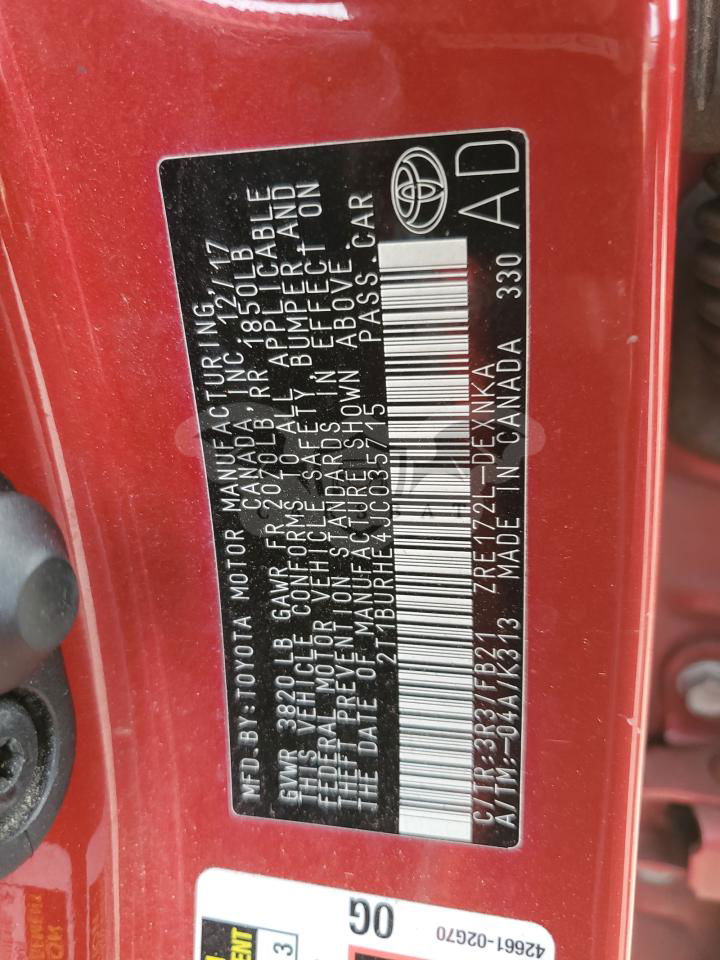 MFD.BY:TOYOTA MOTOR MANUFACTURING,
CANADA, INC. 12/17
GVWR 3820 LB GAWR FR 2020LB, RR 1850LB
THIS VEHICLE CONFORMS TO ALL APPLICABLE
FEDERAL MOTOR VEHICLE SAFETY, BUMPER, AND
THEFT PREVENTION STANDARDS IN EFFECT ON
THE DATE OF MANUFACTURE SHOWN ABOVE.
2T1BURHE4JC035715 PASS.CAR
C/TR:3R3/FB21 ZRE172L-DEXNKA
A/TM:-04A/K313 MADE IN CANADA 330
AD
OG
42661-02G70
3